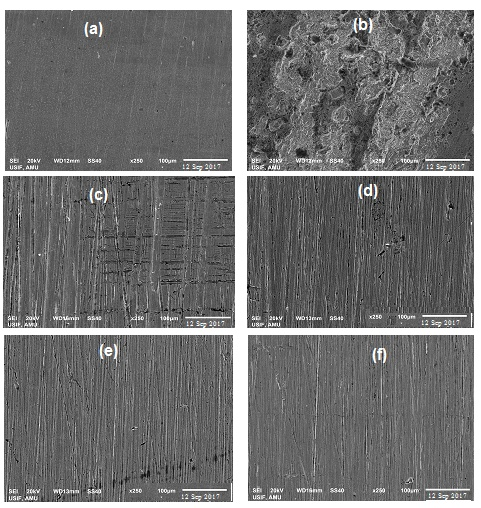 (a)
SEI 20kV WD12mm SS40 x250 100μm
USIF, AMU 12 Sep 2017
(b)
SEI 20kV WD12mm SS40 x250 100μm
USIF, AMU 12 Sep 2017
(c)
SEI 20kV WD16mm SS40 x250 100μm
USIF, AMU 12 Sep 2017
(d)
SEI 20kV WD13mm SS40 x250 100μm
USIF, AMU 12 Sep 2017
(e)
SEI 20kV WD13mm SS40 x250 100μm
USIF, AMU 12 Sep 2017
(f)
SEI 20kV WD16mm SS40 x250 100μm
USIF, AMU 12 Sep 2017